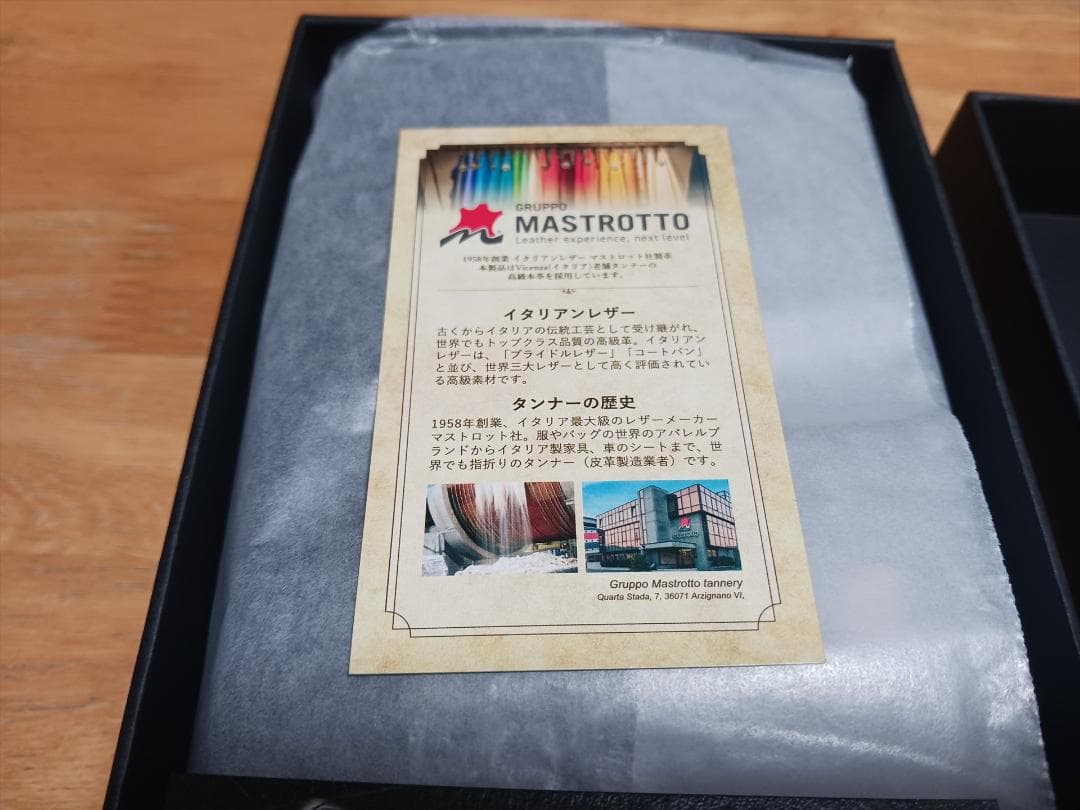 GRUPPO
MASTROTTO
Leather experience, next level
1958年創業 イタリアンレザー マストロット社製革
本製品はVicenza(イタリア)老舗タンナーの
高級本革を採用しています。
イタリアンレザー
古くからイタリアの伝統工芸として受け継がれ、
世界でもトップクラス品質の高級革。イタリアン
レザーは、「ブライドルレザー」「コートバン」
と並び、世界三大レザーとして高く評価されてい
る高級素材です。
タンナーの歴史
1958年創業、イタリア最大級のレザーメーカー
マストロット社。服やバッグの世界のアパレルブ
ランドからイタリア製家具、車のシートまで、世
界でも指折りのタンナー（皮革製造業者）です。
Gruppo Mastrotto tannery
Quarta Stada, 7, 36071 Arzignano VI,